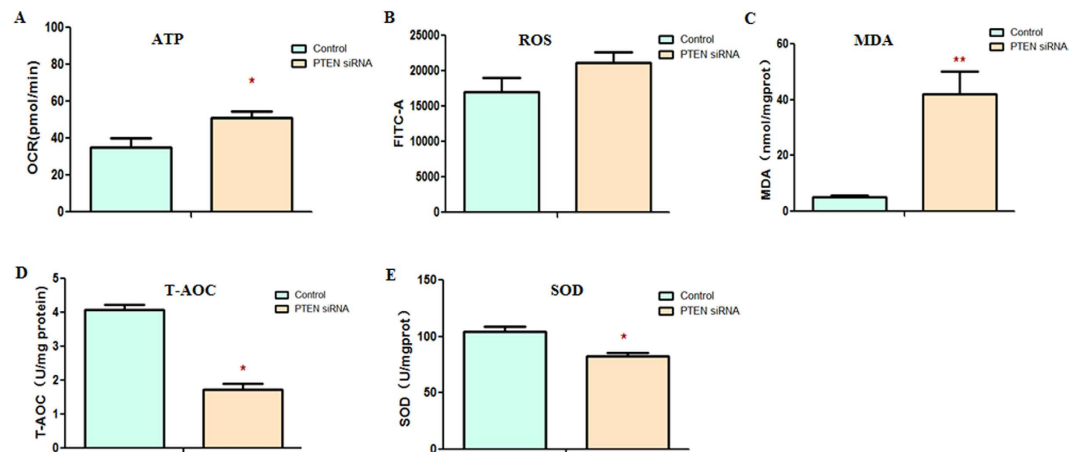 A
ATP
Control
PTEN siRNA
OCR(pmol/min)
100
80
60
40
20
0
*
B
ROS
Control
PTEN siRNA
FITC-A
25000
20000
15000
10000
5000
0
C
MDA
Control
PTEN siRNA
MDA（nmol/mgprot）
60
40
20
0
**
D
T-AOC
Control
PTEN siRNA
T-AOC（U/mg protein)
5
4
3
2
1
0
*
E
SOD
Control
PTEN siRNA
SOD（U/mgprot）
150
100
50
0
*